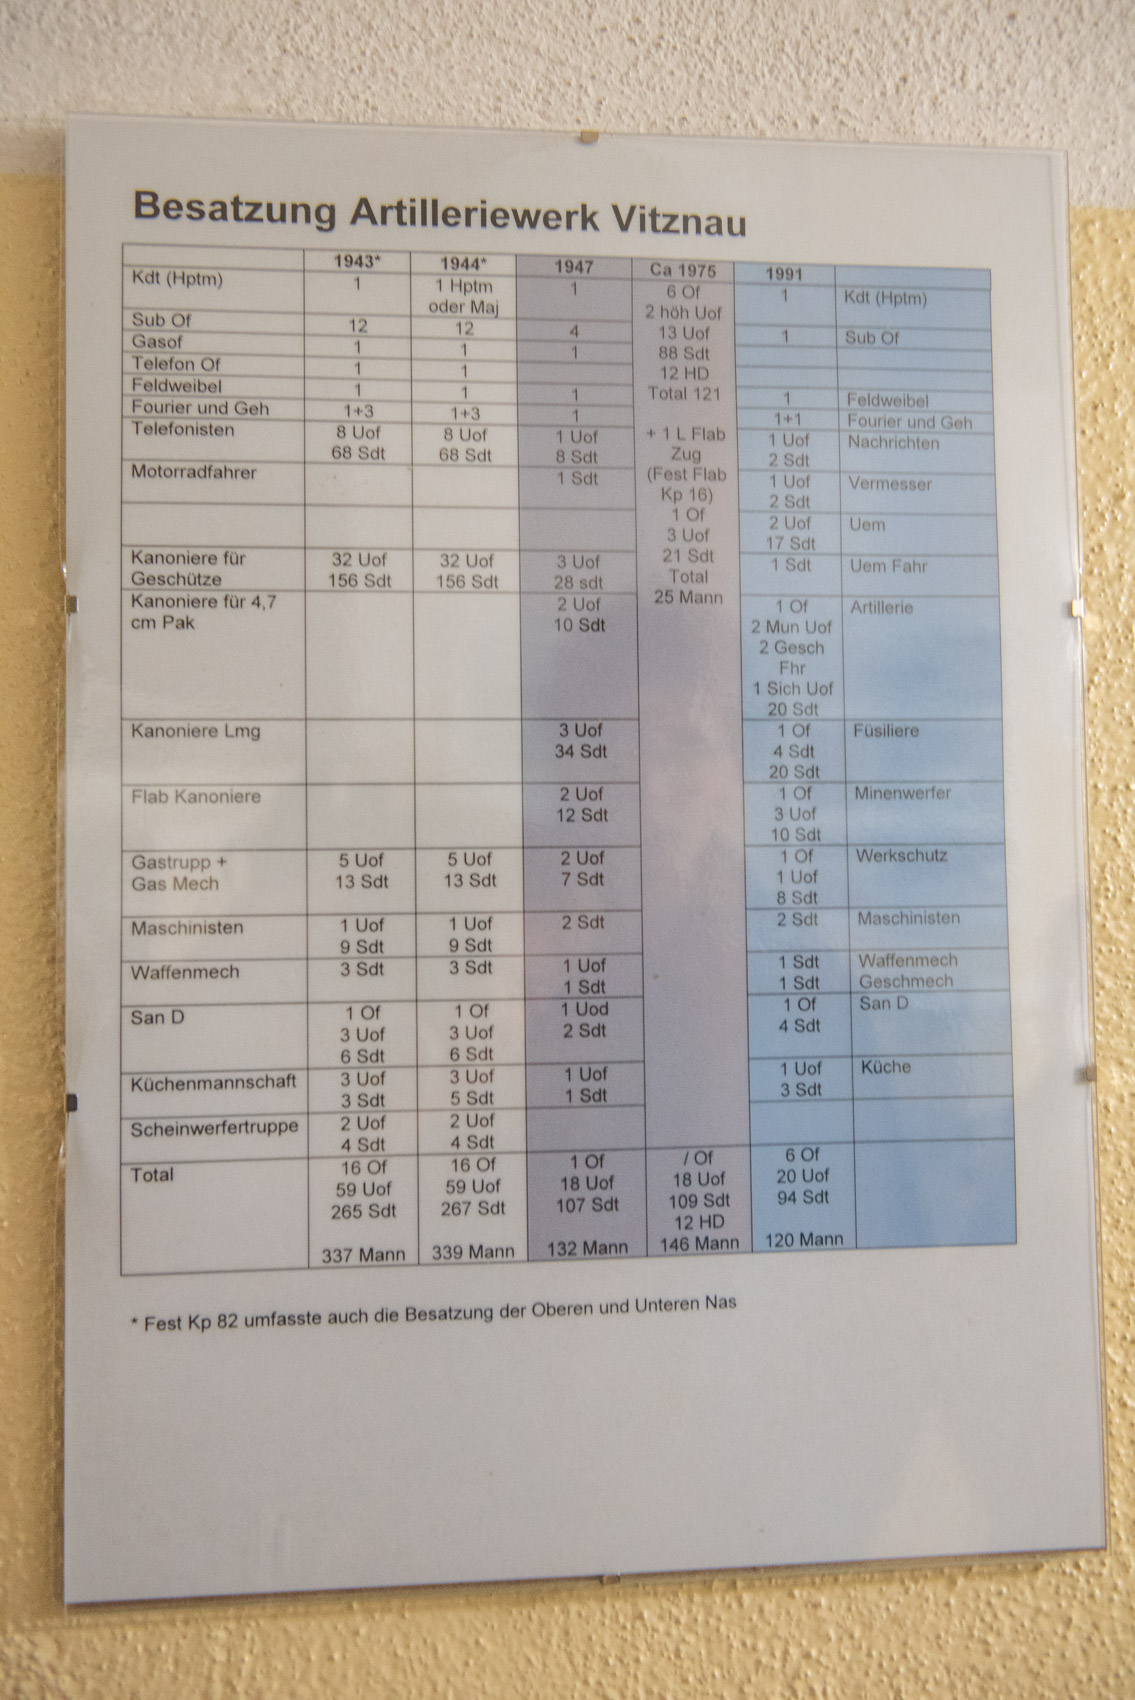 Besatzung Artilleriewerk Vitznau
1943* 1944* 1947 Ca 1975 1991
Kdt (Hptm) 1 1 Hptm 1 6 Of 1 Kdt (Hptm)
oder Maj 2 höh Uof
Sub Of 12 12 4 13 Uof 1 Sub Of
Gasof 1 1 1 88 Sdt
Telefon Of 1 1 12 HD
Feldweibel 1 1 1 Total 121 1 Feldweibel
Fourier und Geh 1+3 1+3 1 1+1 Fourier und Geh
Telefonisten 8 Uof 8 Uof 1 Uof + 1 L Flab 1 Uof Nachrichten
68 Sdt 68 Sdt 8 Sdt Zug 2 Sdt
Motorradfahrer 1 Sdt (Fest Flab 1 Uof Vermesser
Kp 16) 2 Sdt
1 Of 2 Uof Uem
3 Uof 17 Sdt
Kanoniere für 32 Uof 32 Uof 3 Uof 21 Sdt 1 Sdt Uem Fahr
Geschütze 156 Sdt 156 Sdt 28 sdt Total
Kanoniere für 4,7 2 Uof 25 Mann 1 Of Artillerie
cm Pak 10 Sdt 2 Mun Uof
2 Gesch
Fhr
1 Sich Uof
20 Sdt
Kanoniere Lmg 3 Uof 1 Of Füsiliere
34 Sdt 4 Sdt
20 Sdt
Flab Kanoniere 2 Uof 1 Of Minenwerfer
12 Sdt 3 Uof
10 Sdt
Gastrupp + 5 Uof 5 Uof 2 Uof 1 Of Werkschutz
Gas Mech 13 Sdt 13 Sdt 7 Sdt 1 Uof
8 Sdt
Maschinisten 1 Uof 1 Uof 2 Sdt 2 Sdt Maschinisten
9 Sdt 9 Sdt
Waffenmech 3 Sdt 3 Sdt 1 Uof 1 Sdt Waffenmech
1 Sdt 1 Sdt Geschmech
San D 1 Of 1 Of 1 Uod 1 Of San D
3 Uof 3 Uof 2 Sdt 4 Sdt
6 Sdt 6 Sdt
Küchenmannschaft 3 Uof 3 Uof 1 Uof 1 Uof Küche
3 Sdt 5 Sdt 1 Sdt 3 Sdt
Scheinwerfertruppe 2 Uof 2 Uof
4 Sdt 4 Sdt
Total 16 Of 16 Of 1 Of / Of 6 Of
59 Uof 59 Uof 18 Uof 18 Uof 20 Uof
265 Sdt 267 Sdt 107 Sdt 109 Sdt 94 Sdt
12 HD
337 Mann 339 Mann 132 Mann 146 Mann 120 Mann
* Fest Kp 82 umfasste auch die Besatzung der Oberen und Unteren Nas